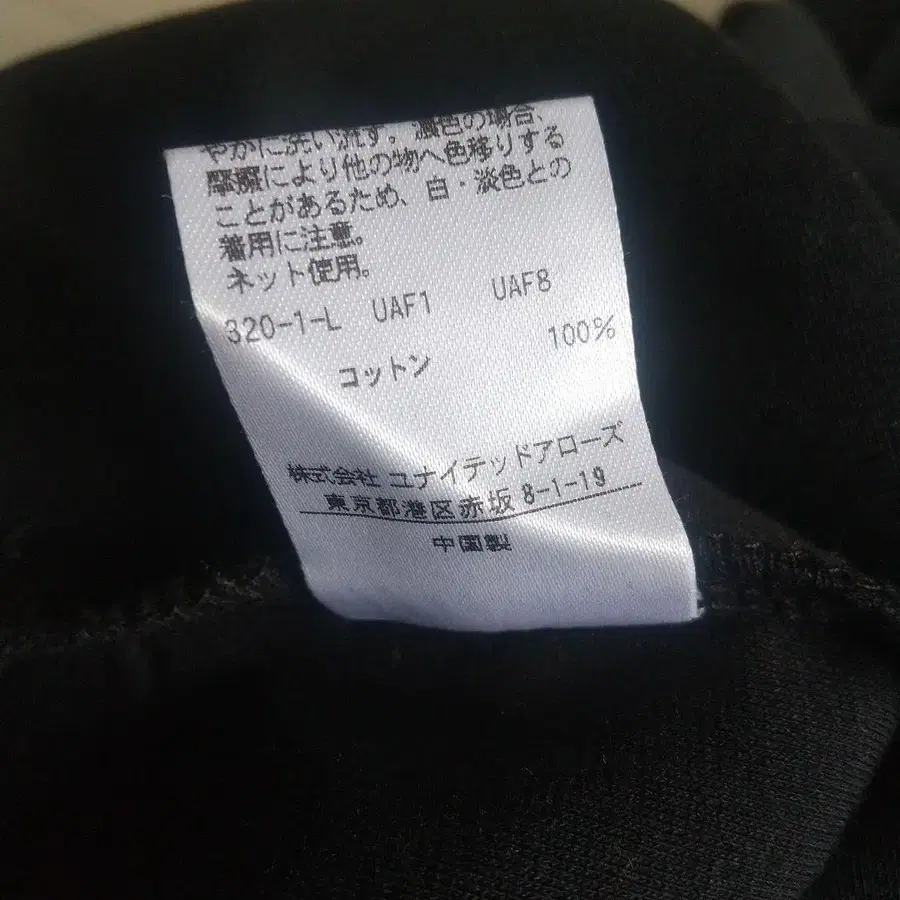 やかに洗い流す。濃色の場合、
摩擦により他の物へ色移りする
ことがあるため、白・淡色との
着用に注意。
ネット使用。
320-1-L UAF1 UAF8
コットン 100%
株式会社 ユナイテッドアローズ
東京都港区赤坂 8-1-19
中国製